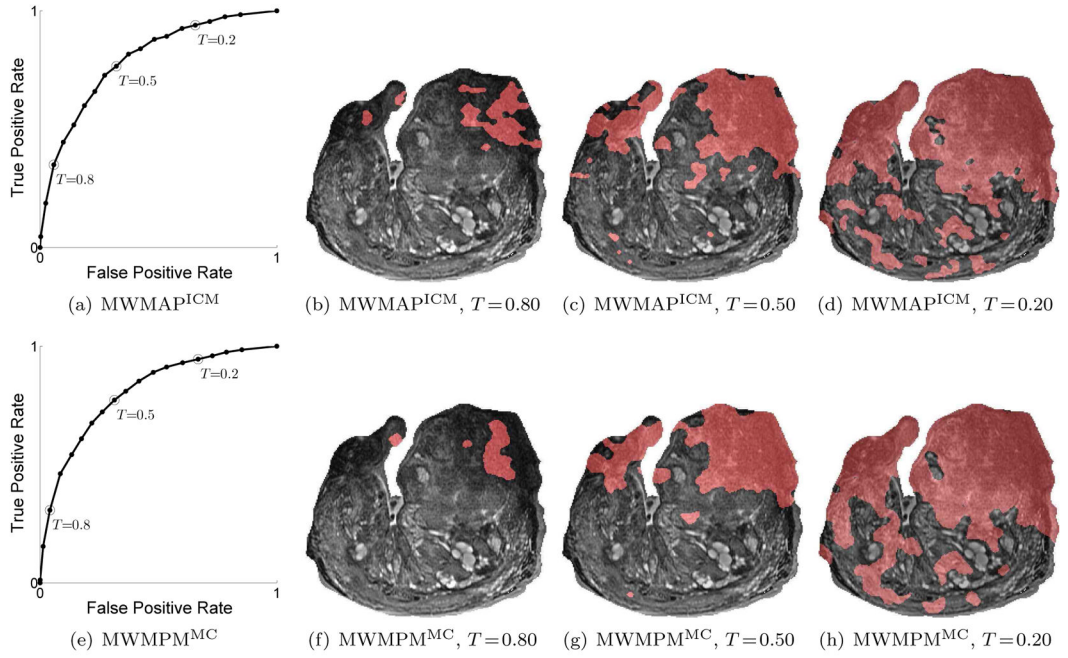 1
True Positive Rate
T=0.2
T=0.5
T=0.8
0
0
False Positive Rate
1
(a) MWMAP^ICM
(b) MWMAP^ICM, T=0.80
(c) MWMAP^ICM, T=0.50
(d) MWMAP^ICM, T=0.20
1
True Positive Rate
T=0.2
T=0.5
T=0.8
1
0
False Positive Rate
1
(e) MWMPM^MC
(f) MWMPM^MC, T=0.80
(g) MWMPM^MC, T=0.50
(h) MWMPM^MC, T=0.20